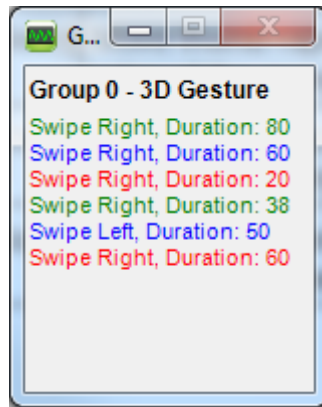 G...
Group 0 - 3D Gesture
Swipe Right, Duration: 80
Swipe Right, Duration: 60
Swipe Right, Duration: 20
Swipe Right, Duration: 38
Swipe Left, Duration: 50
Swipe Right, Duration: 60